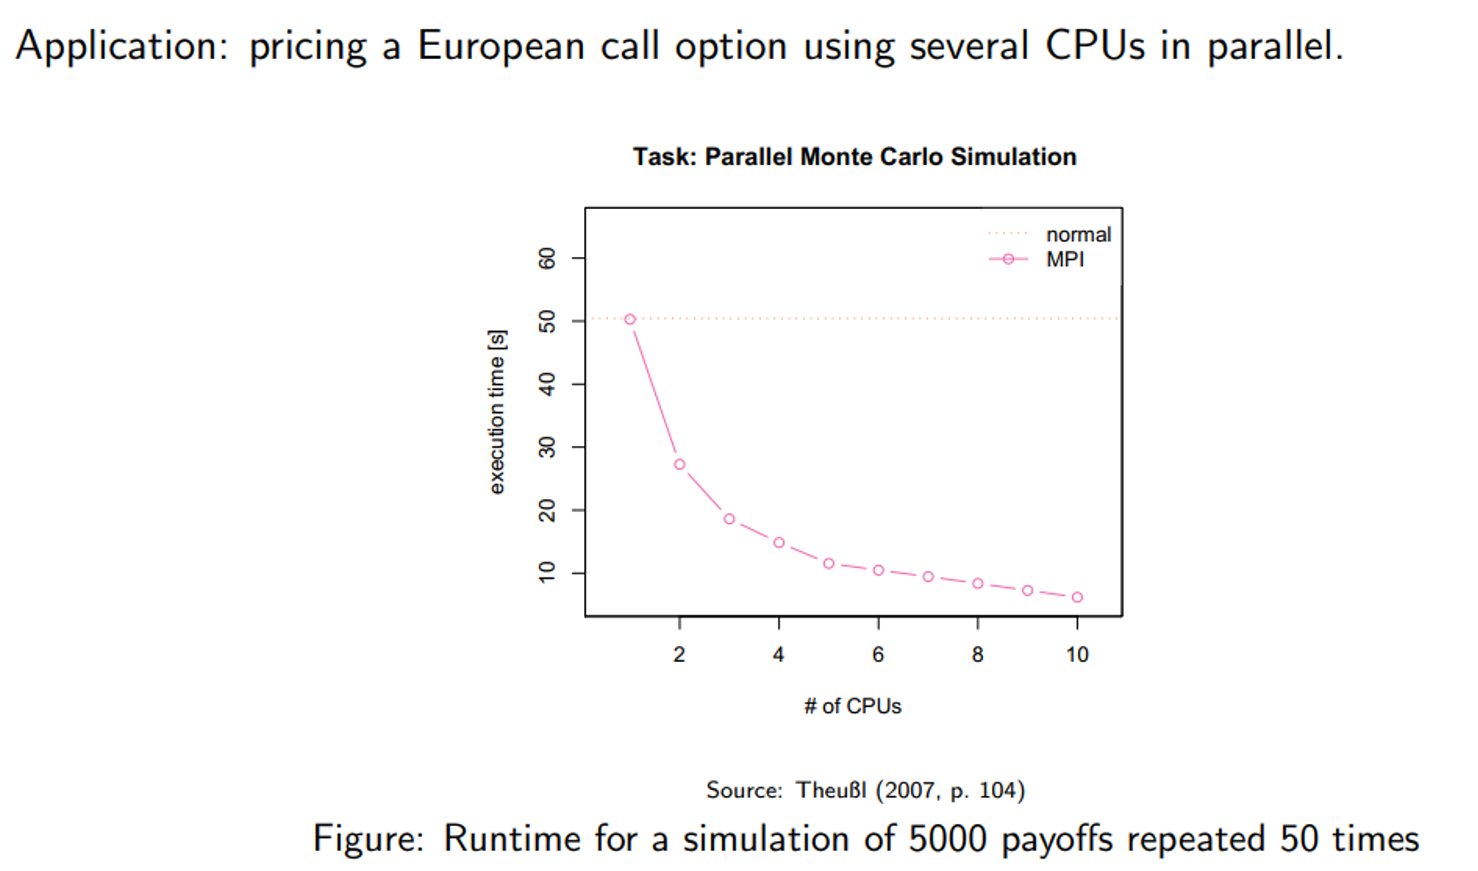 Application: pricing a European call option using several CPUs in parallel.
Task: Parallel Monte Carlo Simulation
normal
MPI
execution time [s]
60
50
40
30
20
10
2 4 6 8 10
# of CPUs
Source: Theußl (2007, p. 104)
Figure: Runtime for a simulation of 5000 payoffs repeated 50 times